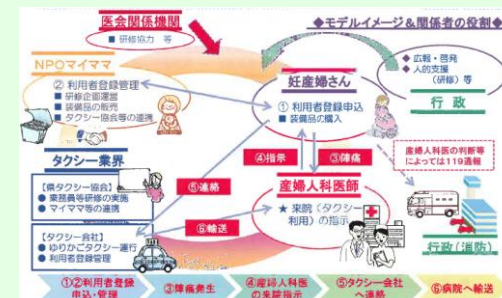 医会関係機関
■ 研修協力 等
◆モデルイメージ＆関係者の役割◆
NPOマイママ
② 利用者登録管理
■ 研修企画運営
■ 装備品の販売
■ タクシー協会等の連携
妊産婦さん
① 利用者登録申込
■ 装備品の購入
◆ 広報・啓発
◆ 人的支援
（研修）等
行 政
タクシー業界
【県タクシー協会】
● 乗務員等研修の実施
● マイママ等の連携
【タクシー会社】
● ゆりかごタクシー運行
● 利用者登録管理
④指示
③陣痛
⑤連絡
⑥輸送
産婦人科医師
★ 来院（タクシー
利用）の指示
産婦人科医の判断等
によっては119通報
行政（消防）
①②利用者登録
申込・管理
③陣痛発生
④産婦人科医
の来院指示
⑤タクシー会社
へ連絡
⑥病院へ輸送